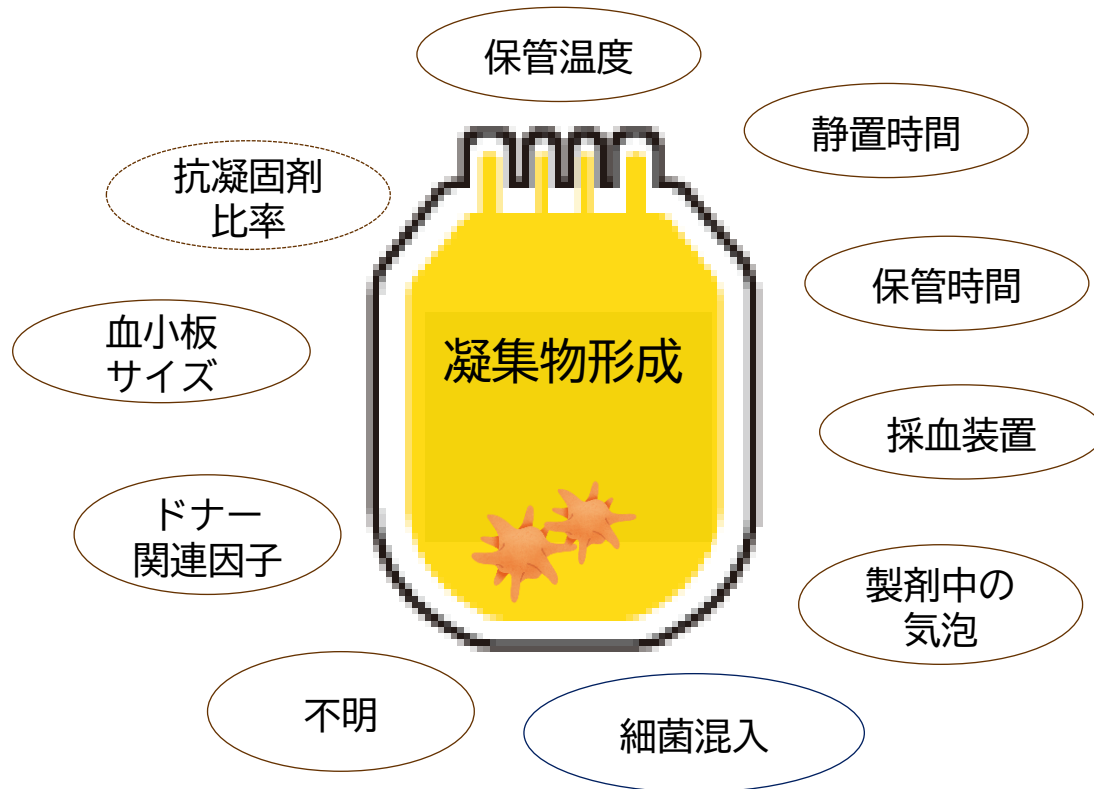 保管温度
静置時間
抗凝固剤
比率
保管時間
血小板
サイズ
凝集物形成
採血装置
ドナー
関連因子
製剤中の
気泡
不明
細菌混入